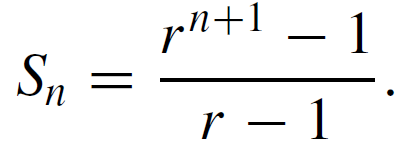 $S_n = \frac{r^{n+1} - 1}{r - 1}.$